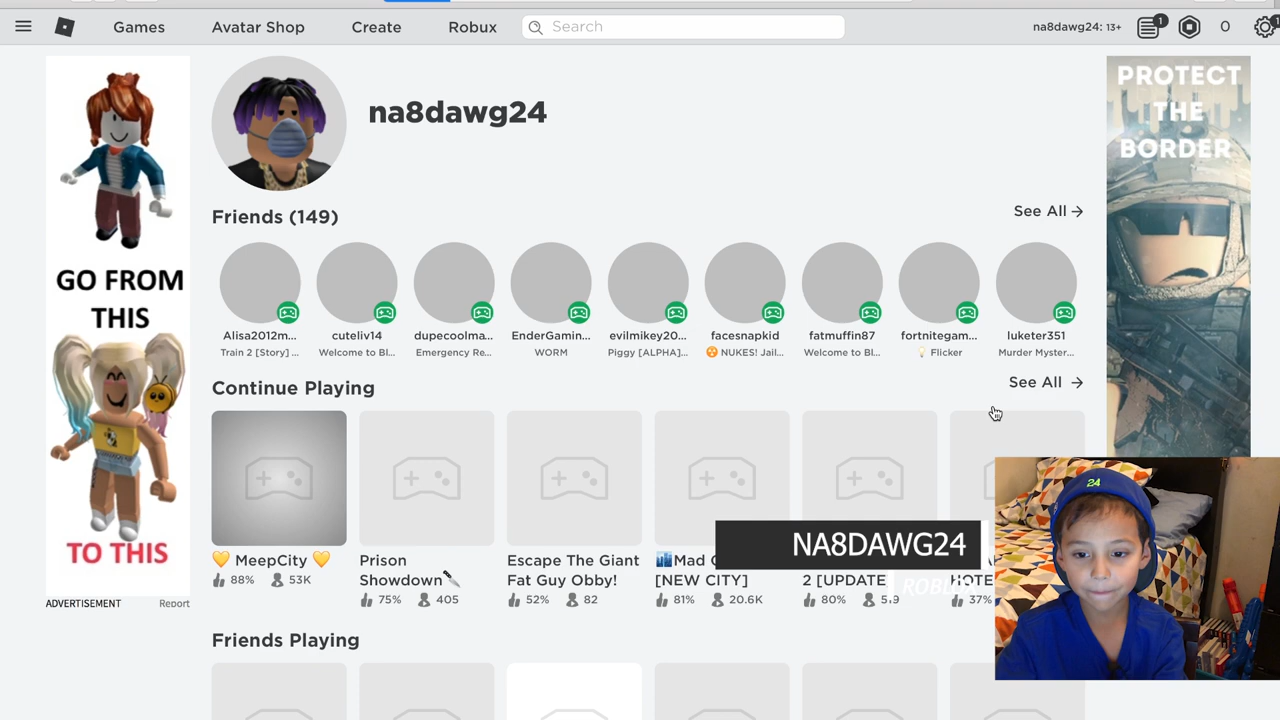 Games
Avatar Shop
Create
Robux
Search
na8dawg24: 13+
1
0
1
na8dawg24
Friends (149)
See All →
Alisa2012m...
Train 2 [Story] ...
cuteliv14
Welcome to Bl...
dupecoolma...
Emergency Re...
EnderGamin...
WORM
evilmikey20...
Piggy [ALPHA]...
facesnapkid
☢️ NUKES! Jail...
fatmuffin87
Welcome to Bl...
fortnitegam...
💡 Flicker
luketer351
Murder Myster...
Continue Playing
See All →
💛 MeepCity 💛
88% 53K
Prison
Showdown🔪
75% 405
Escape The Giant
Fat Guy Obby!
52% 82
[NEW CITY]
81% 20.6K
2 [UPDATE
80%
HOTE
37%
Friends Playing
GO FROM
THIS
TO THIS
ADVERTISEMENT
Report
PROTECT
THE
BORDER
NA8DAWG24
ROBLOX
24